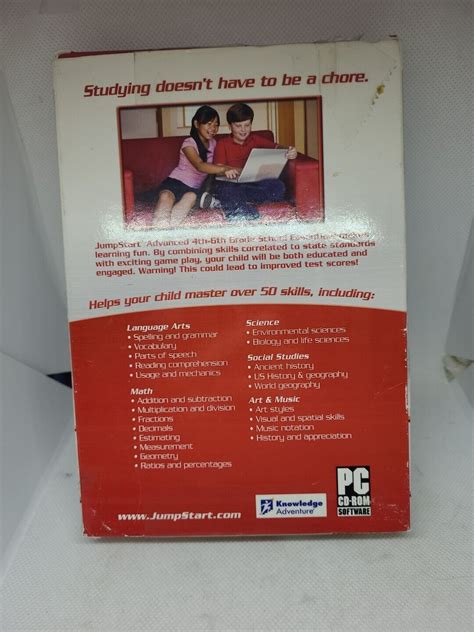 Studying doesn't have to be a chore.
JumpStart® Advanced 4th-6th Grade School Essentials makes
learning fun. By combining skills correlated to state standards
with exciting game play, your child will be both educated and
engaged. Warning! This could lead to improved test scores!
Helps your child master over 50 skills, including:
Language Arts
• Spelling and grammar
• Vocabulary
• Parts of speech
• Reading comprehension
• Usage and mechanics
Math
• Addition and subtraction
• Multiplication and division
• Fractions
• Decimals
• Estimating
• Measurement
• Geometry
• Ratios and percentages
Science
• Environmental sciences
• Biology and life sciences
Social Studies
• Ancient history
• US History & geography
• World geography
Art & Music
• Art styles
• Visual and spatial skills
• Music notation
• History and appreciation
www.JumpStart.com
Knowledge
Adventure®
PC
CD-ROM
SOFTWARE